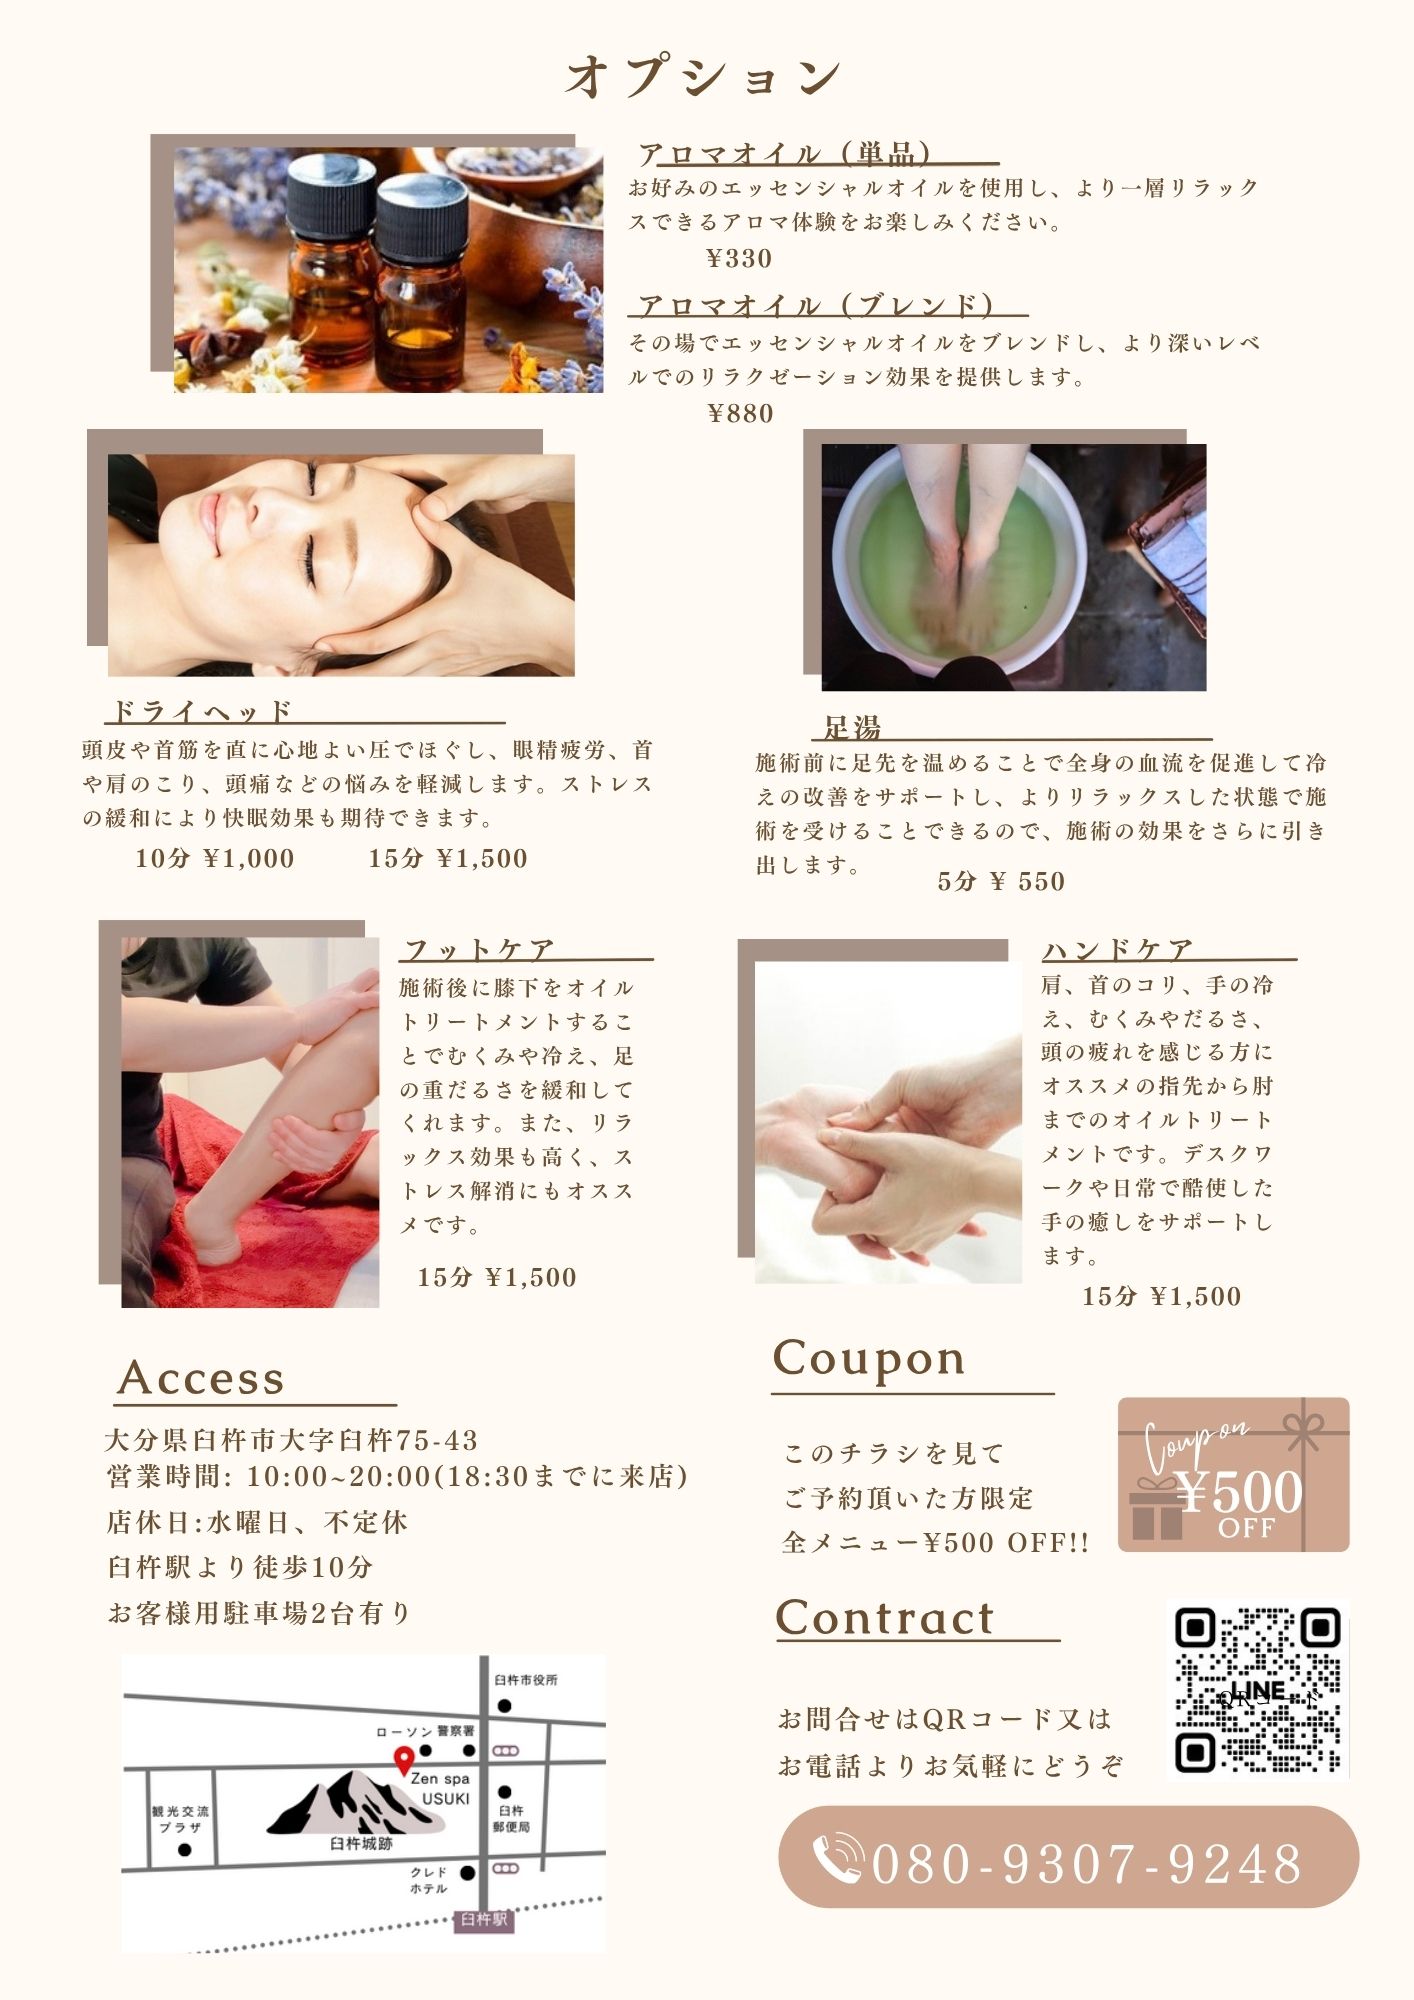 オプション
アロマオイル（単品）
お好みのエッセンシャルオイルを使用し、より一層リラック
スできるアロマ体験をお楽しみください。
¥330
アロマオイル（ブレンド）
その場でエッセンシャルオイルをブレンドし、より深いレベ
ルでのリラクゼーション効果を提供します。
¥880
ドライヘッド
頭皮や首筋を直に心地よい圧でほぐし、眼精疲労、首
や肩のこり、頭痛などの悩みを軽減します。ストレス
の緩和により快眠効果も期待できます。
10分 ¥1,000 15分 ¥1,500
足湯
施術前に足先を温めることで全身の血流を促進して冷
えの改善をサポートし、よりリラックスした状態で施
術を受けることできるので、施術の効果をさらに引き
出します。
5分 ¥ 550
フットケア
施術後に膝下をオイル
トリートメントするこ
とでむくみや冷え、足
の重だるさを緩和して
くれます。また、リラ
ックス効果も高く、ス
トレス解消にもオスス
メです。
15分 ¥1,500
ハンドケア
肩、首のコリ、手の冷
え、むくみやだるさ、
頭の疲れを感じる方に
オススメの指先から肘
までのオイルトリート
メントです。デスクワ
ークや日常で酷使した
手の癒しをサポートし
ます。
15分 ¥1,500
Access
大分県臼杵市大字臼杵75-43
営業時間: 10:00~20:00(18:30までに来店)
店休日:水曜日、不定休
臼杵駅より徒歩10分
お客様用駐車場2台有り
臼杵市役所
ローソン 警察署
Zen spa
USUKI
観光交流
プラザ
臼杵城跡
臼杵
郵便局
クレド
ホテル
臼杵駅
Coupon
このチラシを見て
ご予約頂いた方限定
全メニュー¥500 OFF!!
Coupon
¥500
OFF
Contract
お問合せはQRコード又は
お電話よりお気軽にどうぞ
LINE
QRコード
080-9307-9248